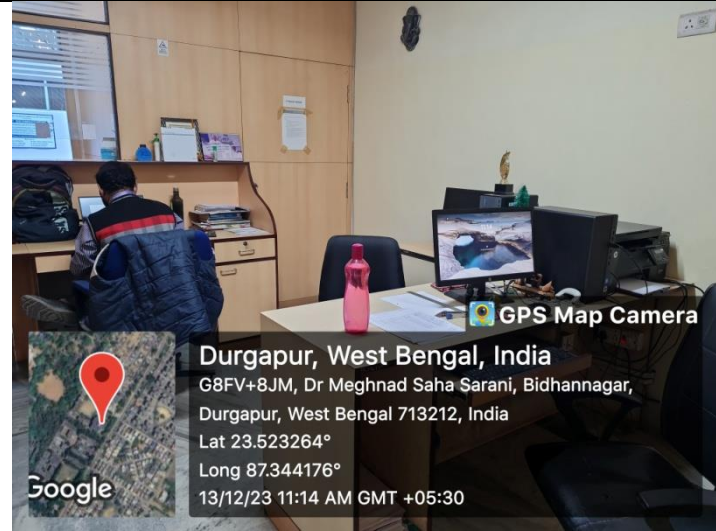 GPS Map Camera
Durgapur, West Bengal, India
G8FV+8JM, Dr Meghnad Saha Sarani, Bidhannagar,
Durgapur, West Bengal 713212, India
Lat 23.523264°
Long 87.344176°
13/12/23 11:14 AM GMT +05:30
Google